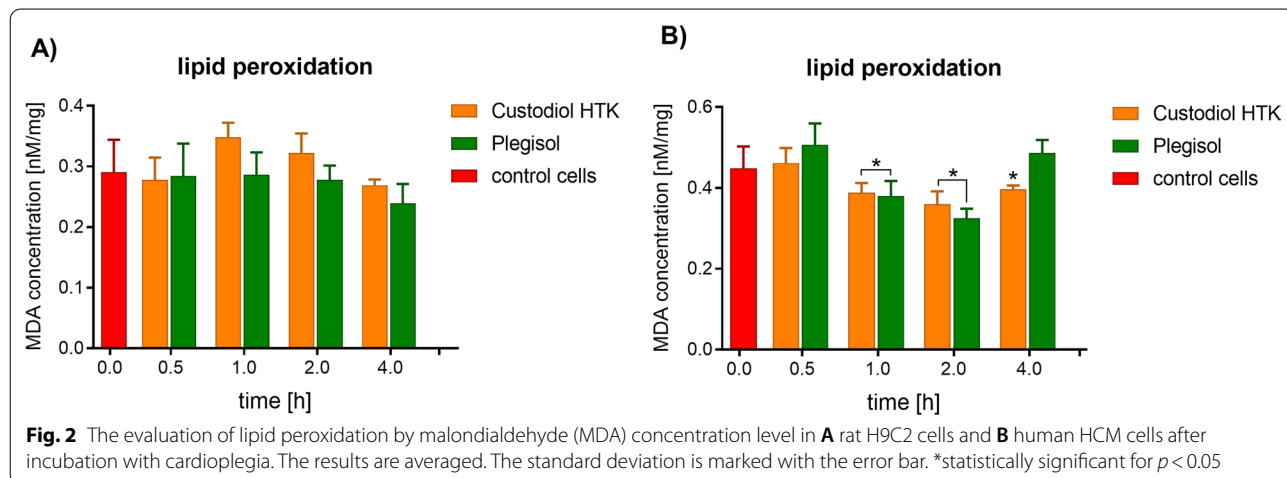 A)
lipid peroxidation
MDA concentration [nM/mg]
0.4
0.3
0.2
0.1
0.0
0.0 0.5 1.0 2.0 4.0
time [h]
Custodiol HTK
Plegisol
control cells
B)
lipid peroxidation
MDA concentration [nM/mg]
0.6
0.4
0.2
0.0
* * *
0.0 0.5 1.0 2.0 4.0
time [h]
Custodiol HTK
Plegisol
control cells
Fig. 2 The evaluation of lipid peroxidation by malondialdehyde (MDA) concentration level in A rat H9C2 cells and B human HCM cells after
incubation with cardioplegia. The results are averaged. The standard deviation is marked with the error bar. *statistically significant for p < 0.05